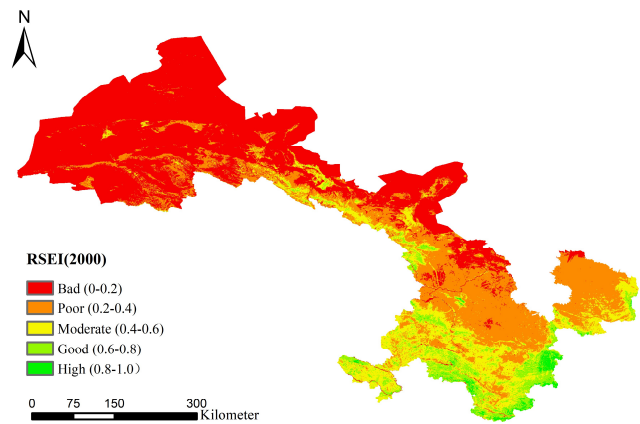 N
RSEI(2000)
Bad (0-0.2)
Poor (0.2-0.4)
Moderate (0.4-0.6)
Good (0.6-0.8)
High (0.8-1.0）
0 75 150 300
Kilometer